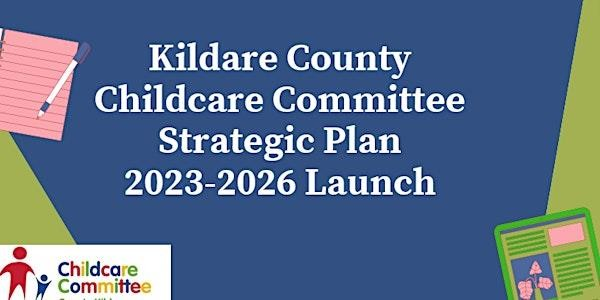 Kildare County
Childcare Committee
Strategic Plan
2023-2026 Launch
Childcare
Committee